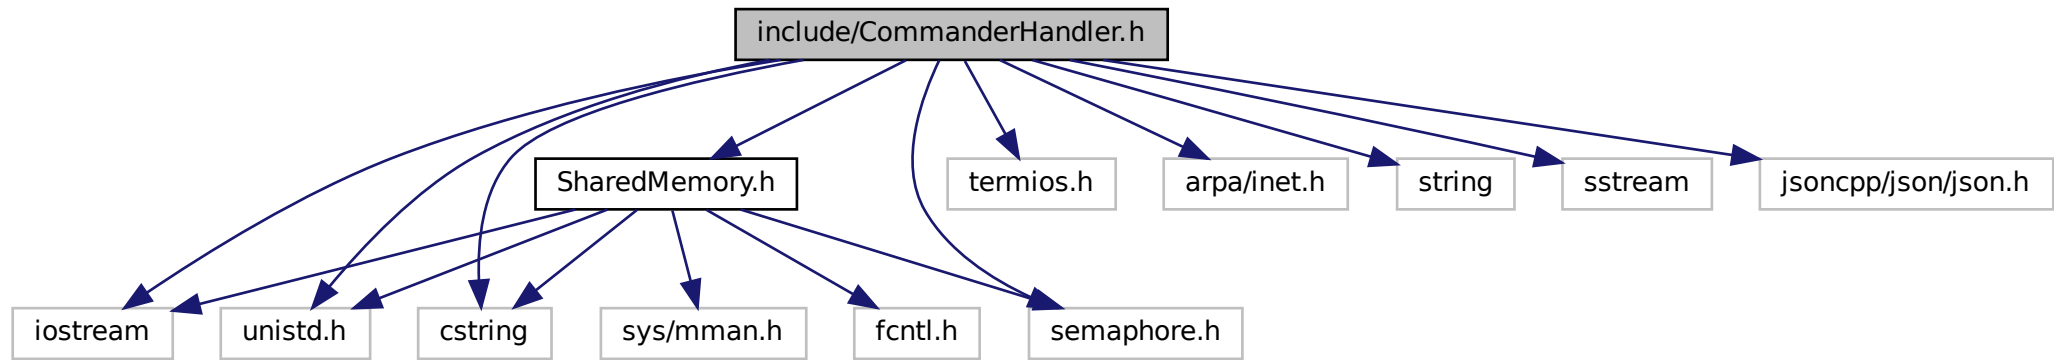 include/CommanderHandler.h
SharedMemory.h
termios.h
arpa/inet.h
string
sstream
jsoncpp/json/json.h
iostream
unistd.h
cstring
sys/mman.h
fcntl.h
semaphore.h